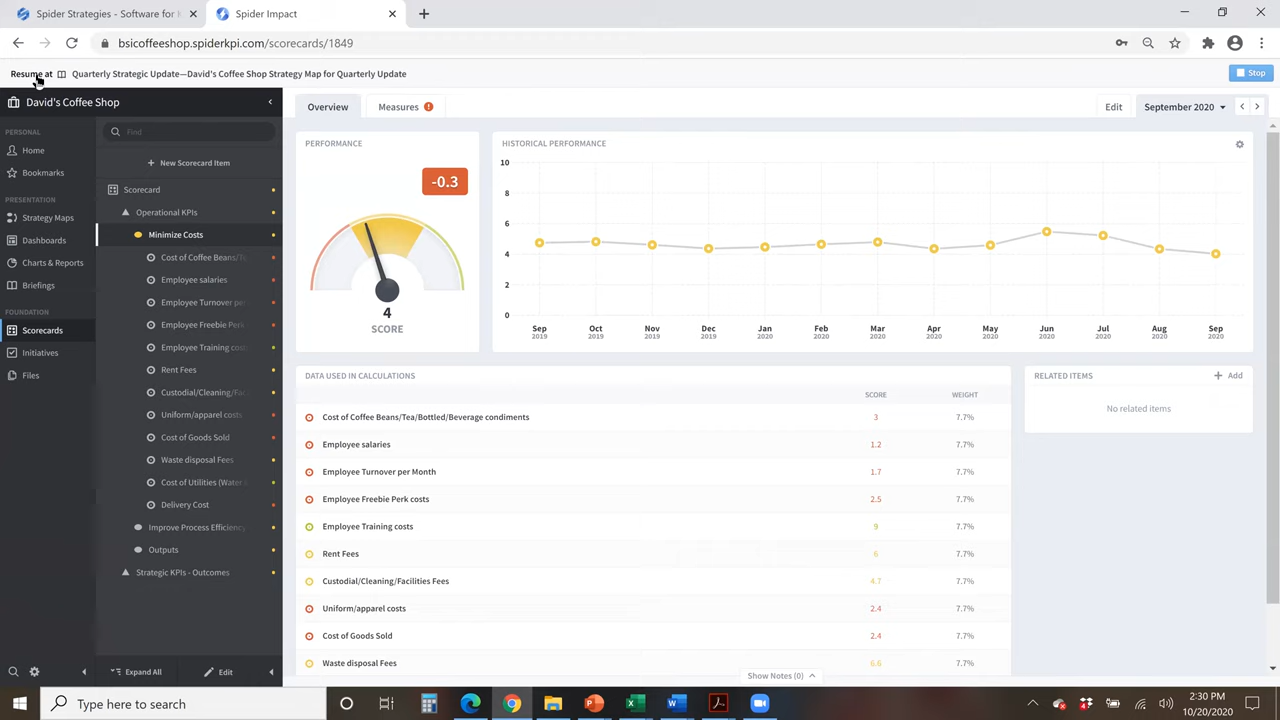 Spider Strategies - Software for
Spider Impact
bsicoffeeshop.spiderkpi.com/scorecards/1849
Resume at Quarterly Strategic Update—David's Coffee Shop Strategy Map for Quarterly Update
Stop
David's Coffee Shop
PERSONAL
Home
Bookmarks
PRESENTATION
Strategy Maps
Dashboards
Charts & Reports
Briefings
FOUNDATION
Scorecards
Initiatives
Files
Find
+ New Scorecard Item
Scorecard
Operational KPIs
Minimize Costs
Cost of Coffee Beans/Te
Employee salaries
Employee Turnover pe
Employee Freebie Perk
Employee Training cos
Rent Fees
Custodial/Cleaning/Fac
Uniform/apparel costs
Cost of Goods Sold
Waste disposal Fees
Cost of Utilities (Water
Delivery Cost
Improve Process Efficienc
Outputs
Strategic KPIs - Outcomes
Expand All
Edit
Overview
Measures
Edit
September 2020
PERFORMANCE
-0.3
4
SCORE
HISTORICAL PERFORMANCE
10
8
6
4
2
0
Sep Oct Nov Dec Jan Feb Mar Apr May Jun Jul Aug Sep
2019 2019 2019 2019 2020 2020 2020 2020 2020 2020 2020 2020 2020
DATA USED IN CALCULATIONS
SCORE WEIGHT
Cost of Coffee Beans/Tea/Bottled/Beverage condiments 3 7.7%
Employee salaries 1.2 7.7%
Employee Turnover per Month 1.7 7.7%
Employee Freebie Perk costs 2.5 7.7%
Employee Training costs 9 7.7%
Rent Fees 6 7.7%
Custodial/Cleaning/Facilities Fees 4.7 7.7%
Uniform/apparel costs 2.4 7.7%
Cost of Goods Sold 2.4 7.7%
Waste disposal Fees 6.6 7.7%
RELATED ITEMS
+ Add
No related items
Show Notes (0)
Type here to search
2:30 PM
10/20/2020